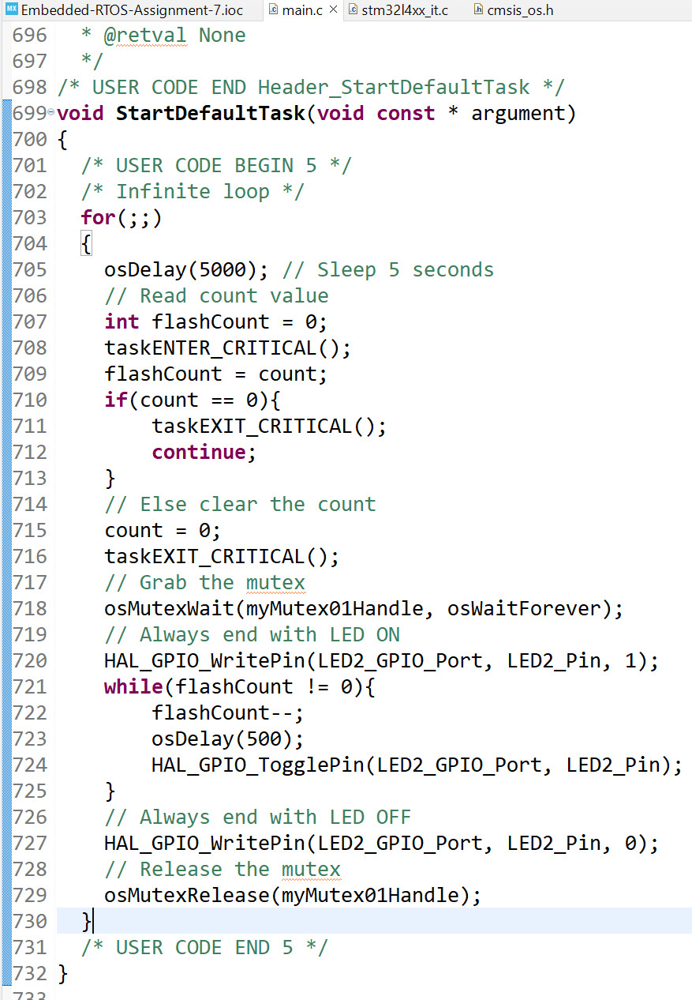 MX Embedded-RTOS-Assignment-7.ioc main.c stm32l4xx_it.c cmsis_os.h
696   * @retval None
697   */
698 /* USER CODE END Header_StartDefaultTask */
699 void StartDefaultTask(void const * argument)
700 {
701   /* USER CODE BEGIN 5 */
702   /* Infinite loop */
703   for(;;)
704   {
705     osDelay(5000); // Sleep 5 seconds
706     // Read count value
707     int flashCount = 0;
708     taskENTER_CRITICAL();
709     flashCount = count;
710     if(count == 0){
711         taskEXIT_CRITICAL();
712         continue;
713     }
714     // Else clear the count
715     count = 0;
716     taskEXIT_CRITICAL();
717     // Grab the mutex
718     osMutexWait(myMutex01Handle, osWaitForever);
719     // Always end with LED ON
720     HAL_GPIO_WritePin(LED2_GPIO_Port, LED2_Pin, 1);
721     while(flashCount != 0){
722         flashCount--;
723         osDelay(500);
724         HAL_GPIO_TogglePin(LED2_GPIO_Port, LED2_Pin);
725     }
726     // Always end with LED OFF
727     HAL_GPIO_WritePin(LED2_GPIO_Port, LED2_Pin, 0);
728     // Release the mutex
729     osMutexRelease(myMutex01Handle);
730   }
731   /* USER CODE END 5 */
732 }
733